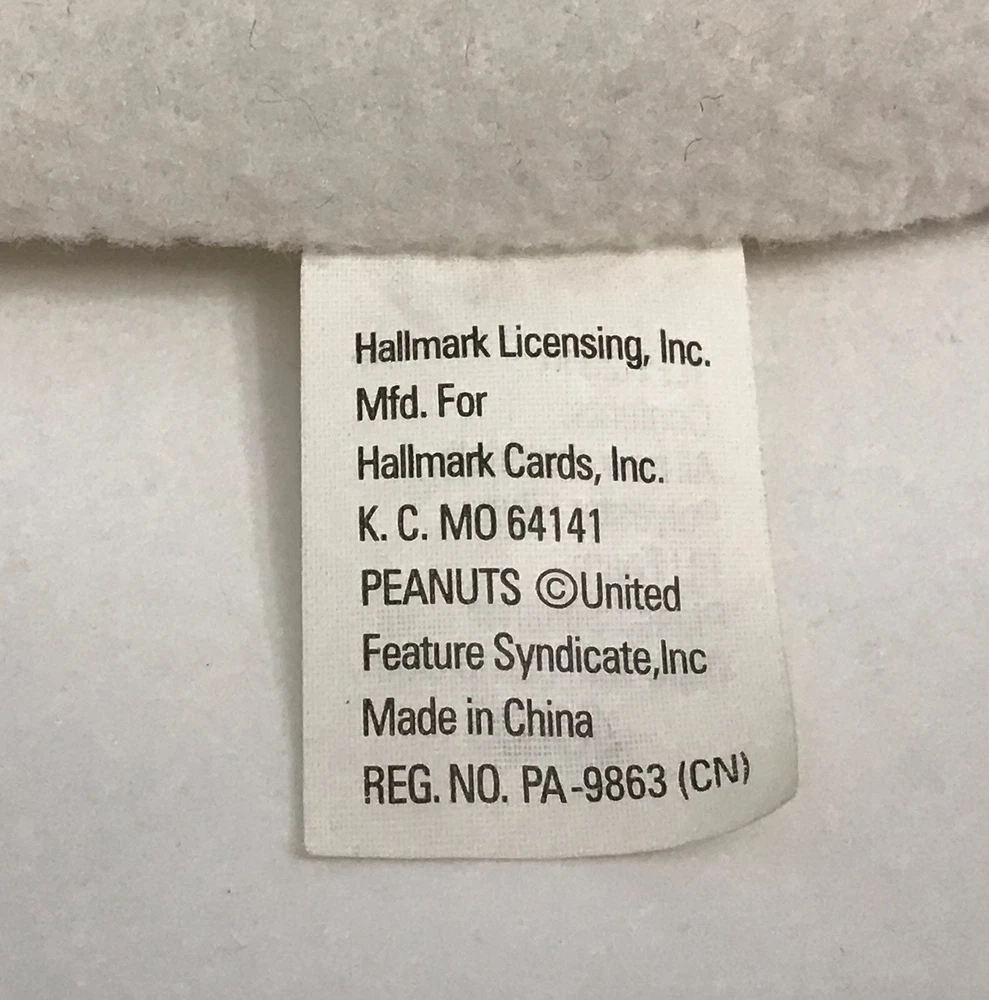 Hallmark Licensing, Inc.
Mfd. For
Hallmark Cards, Inc.
K. C. MO 64141
PEANUTS ©United
Feature Syndicate,Inc
Made in China
REG. NO. PA-9863 (CN)